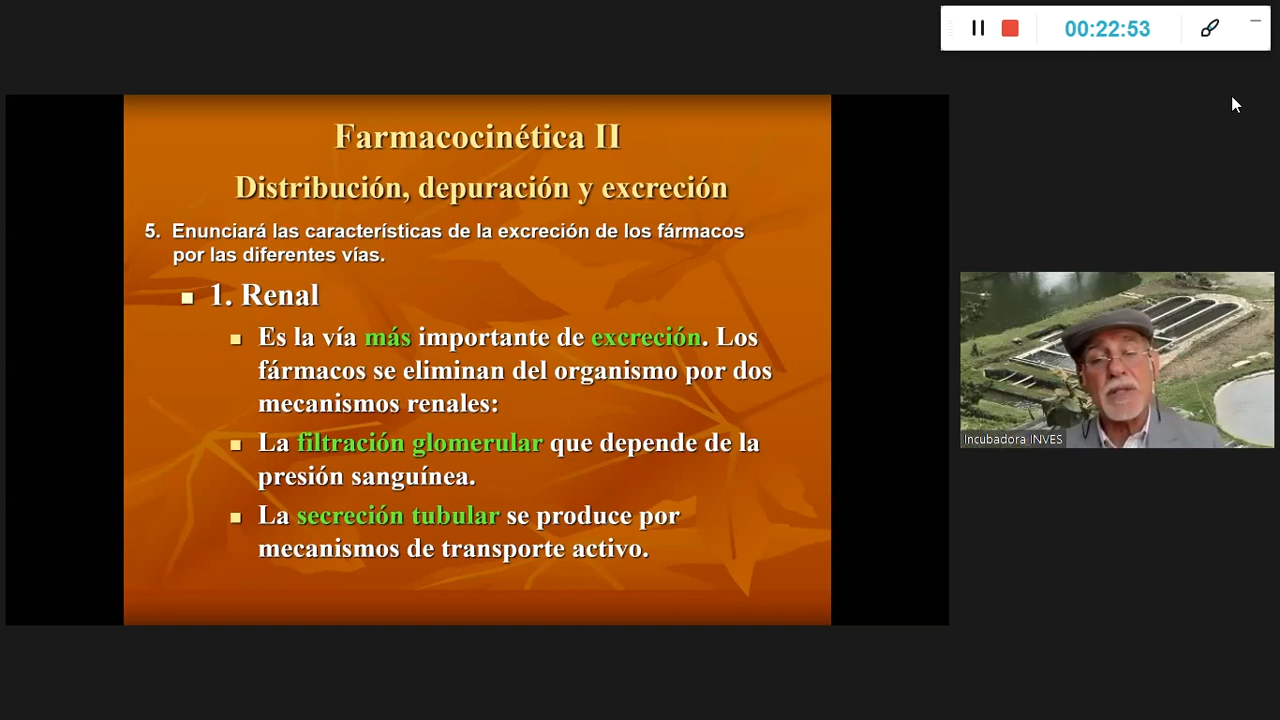 00:22:53
Farmacocinética II
Distribución, depuración y excreción
5. Enunciará las características de la excreción de los fármacos
por las diferentes vías.
1. Renal
Es la vía más importante de excreción. Los
fármacos se eliminan del organismo por dos
mecanismos renales:
La filtración glomerular que depende de la
presión sanguínea.
La secreción tubular se produce por
mecanismos de transporte activo.
Incubadora INVES